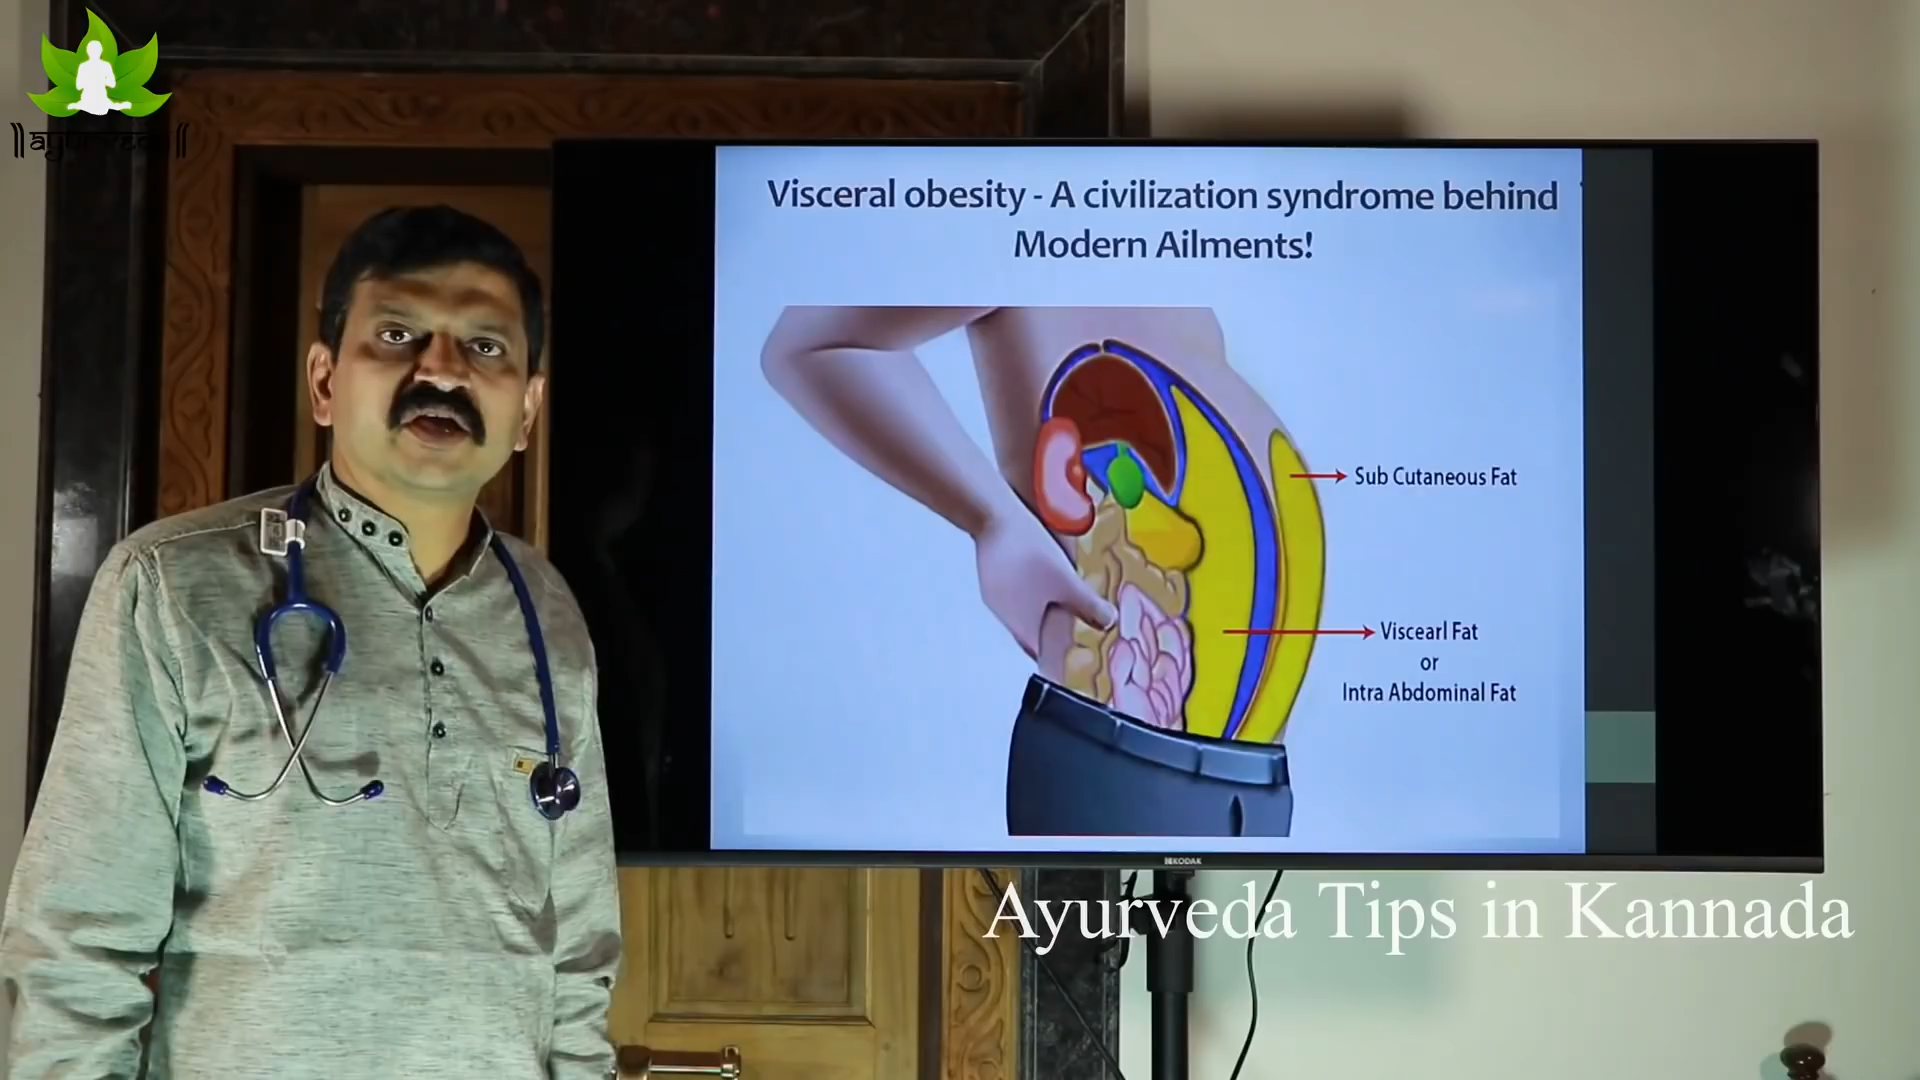 ||ayurveda||
Visceral obesity - A civilization syndrome behind
Modern Ailments!
Sub Cutaneous Fat
Viscearl Fat
or
Intra Abdominal Fat
KODAK
Ayurveda Tips in Kannada